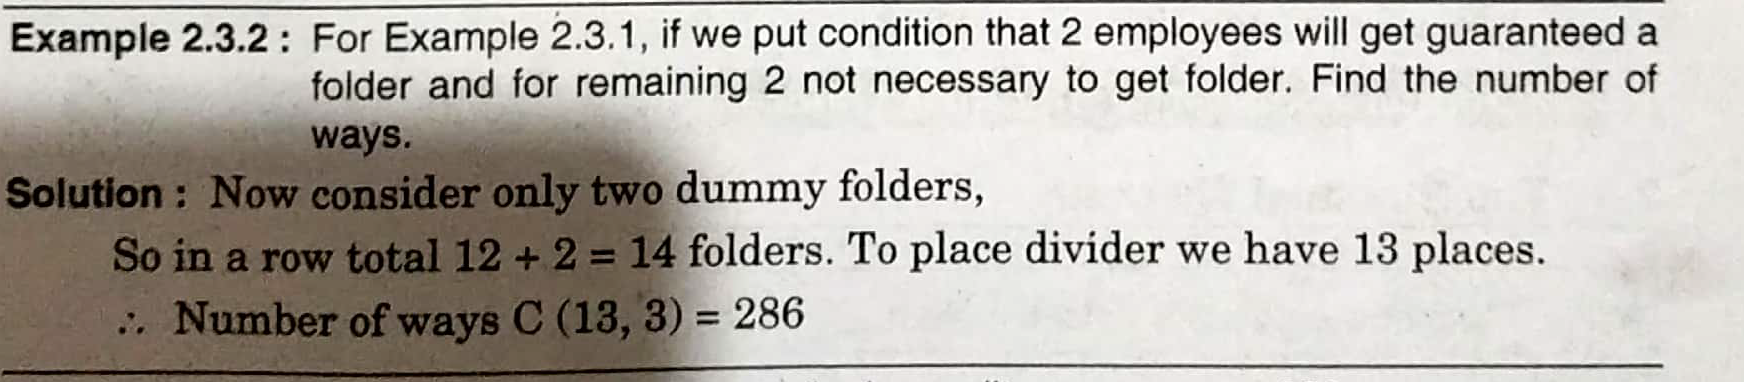 Example 2.3.2 : For Example 2.3.1, if we put condition that 2 employees will get guaranteed a
folder and for remaining 2 not necessary to get folder. Find the number of
ways.
Solution : Now consider only two dummy folders,
So in a row total 12 + 2 = 14 folders. To place divider we have 13 places.
∴ Number of ways C (13, 3) = 286